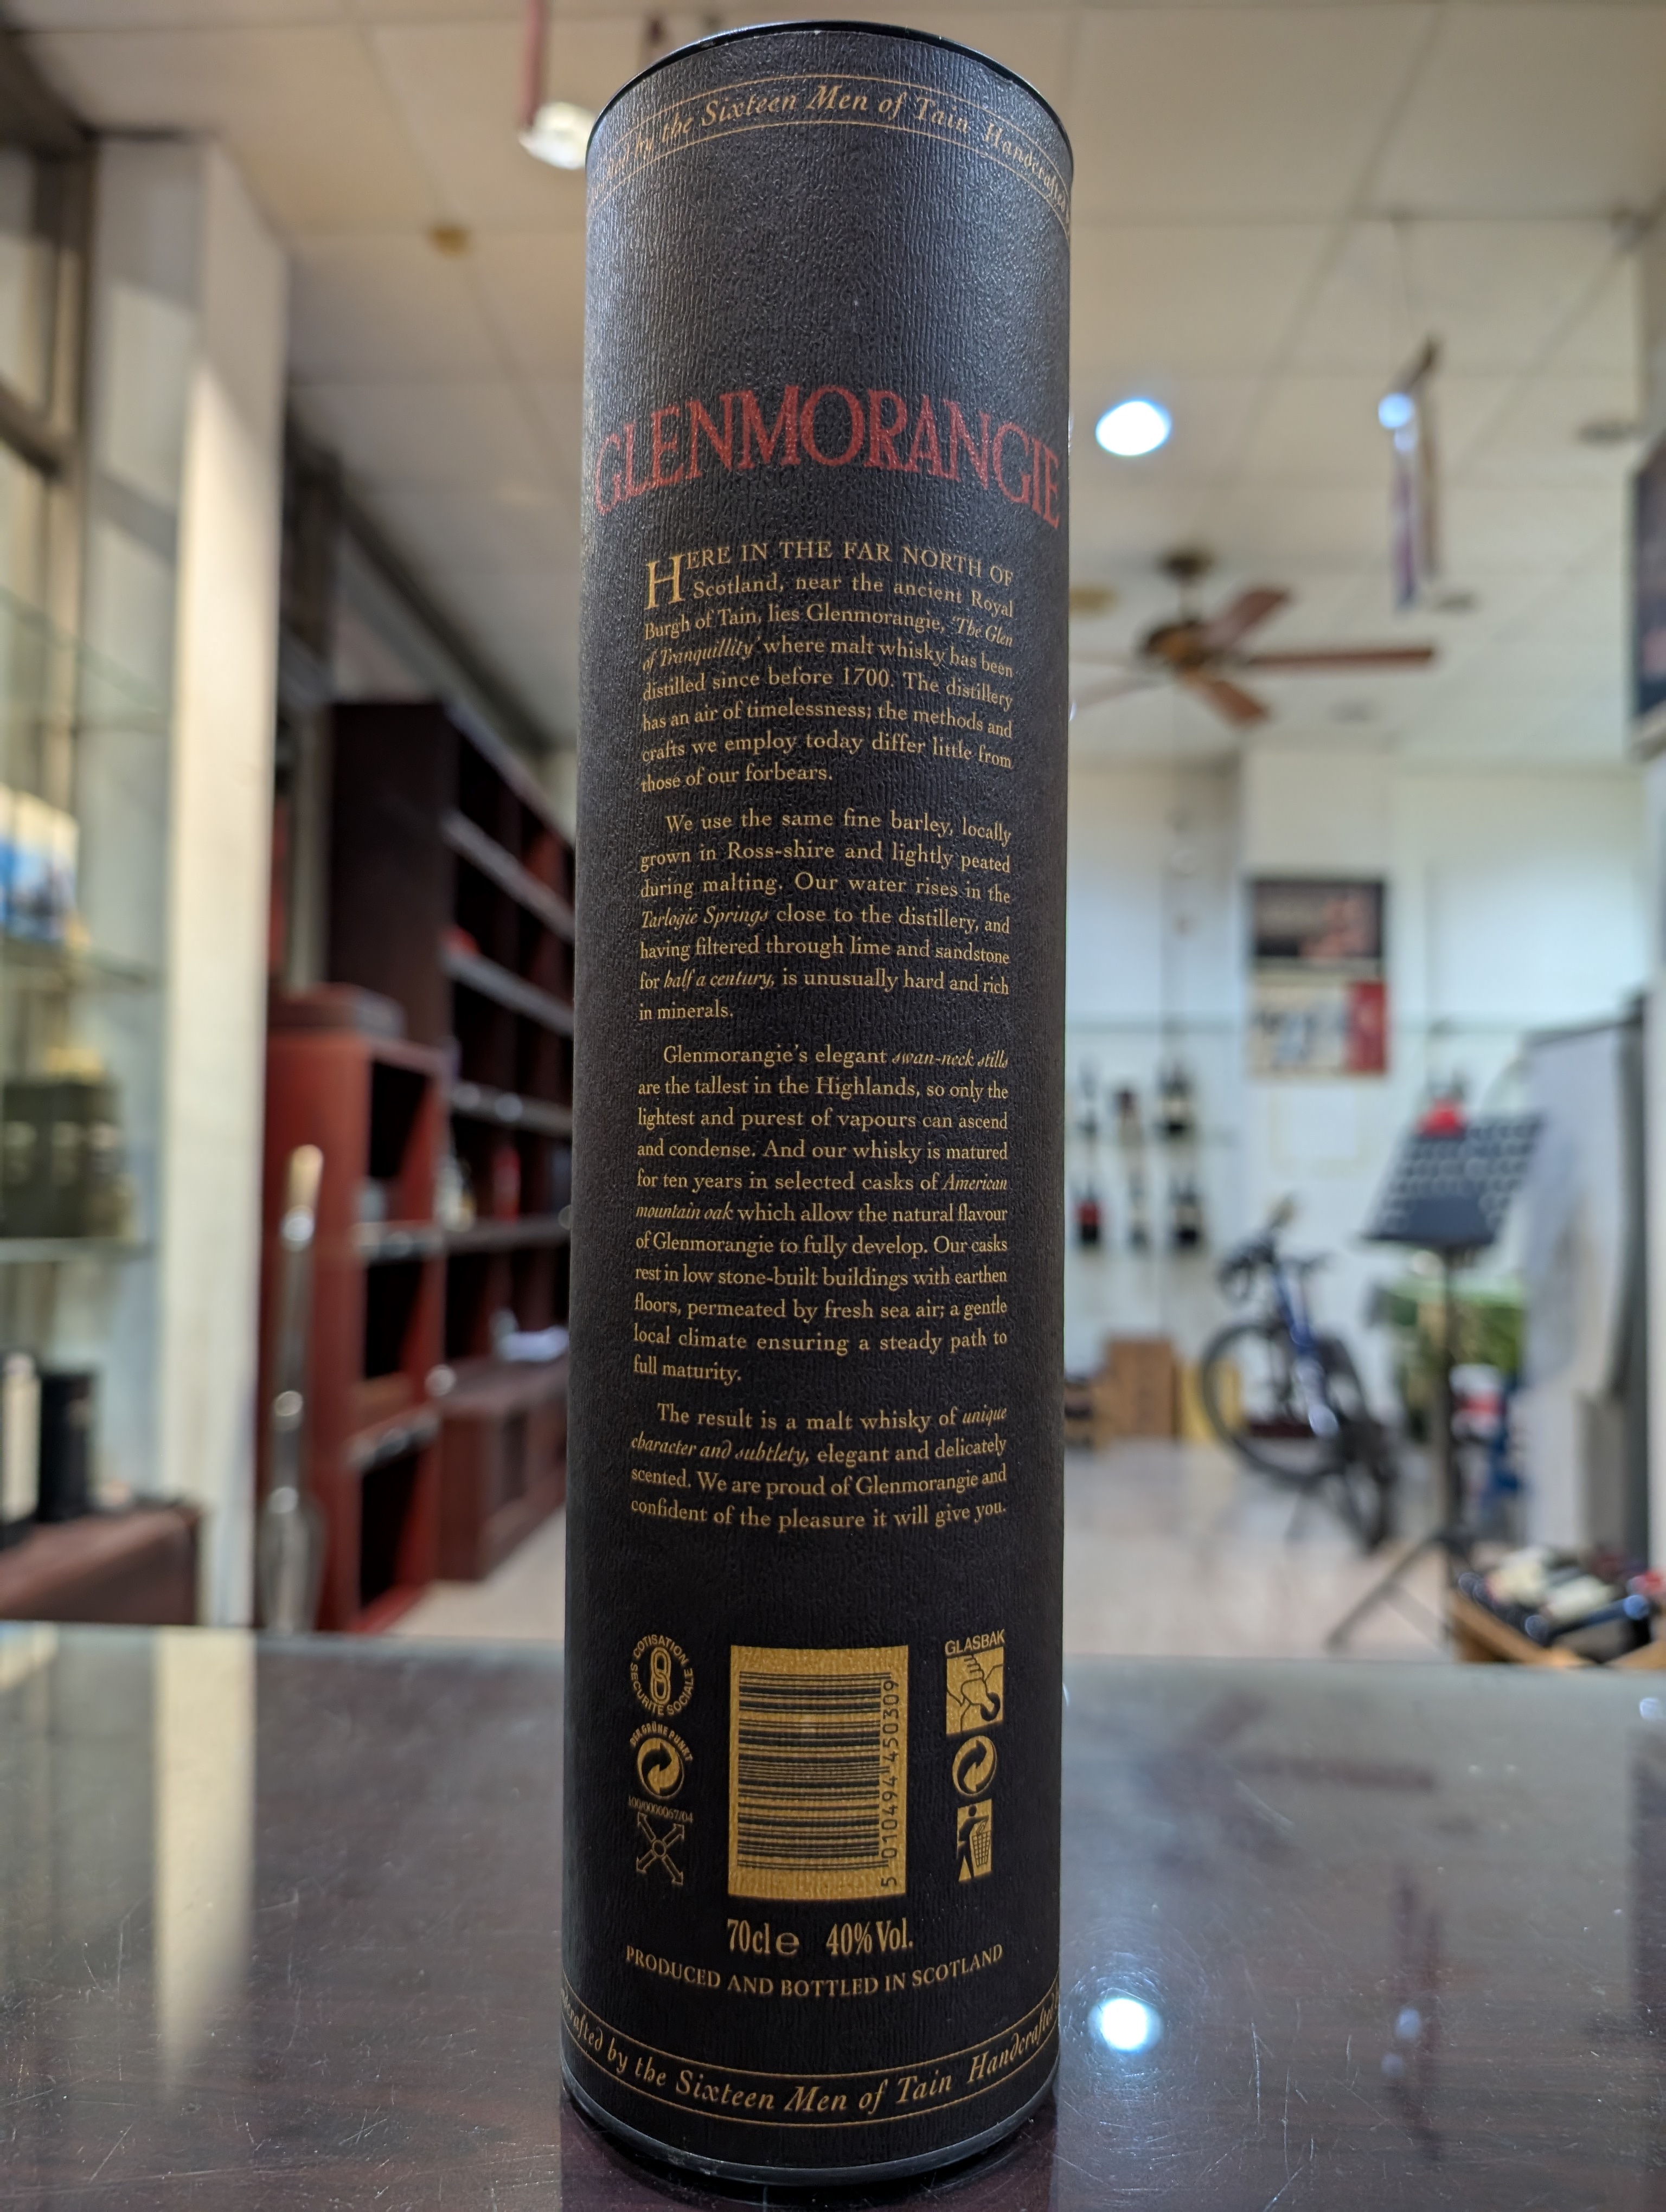 by the Sixteen Men of Tain Handcrafted
GLENMORANGIE
HERE IN THE FAR NORTH OF
Scotland, near the ancient Royal
Burgh of Tain, lies Glenmorangie, 'The Glen
of Tranquillity' where malt whisky has been
distilled since before 1700. The distillery
has an air of timelessness; the methods and
crafts we employ today differ little from
those of our forbears.
We use the same fine barley, locally
grown in Ross-shire and lightly peated
during malting. Our water rises in the
Tarlogie Springs close to the distillery, and
having filtered through lime and sandstone
for half a century, is unusually hard and rich
in minerals.
Glenmorangie's elegant swan-neck stills
are the tallest in the Highlands, so only the
lightest and purest of vapours can ascend
and condense. And our whisky is matured
for ten years in selected casks of American
mountain oak which allow the natural flavour
of Glenmorangie to fully develop. Our casks
rest in low stone-built buildings with earthen
floors, permeated by fresh sea air; a gentle
local climate ensuring a steady path to
full maturity.
The result is a malt whisky of unique
character and subtlety, elegant and delicately
scented. We are proud of Glenmorangie and
confident of the pleasure it will give you.
COTISATION SECURITE SOCIALE
GLASBAK
DER GRÜNE PUNKT
100/0000067/04
5 010494 450309
70cl e 40% Vol.
PRODUCED AND BOTTLED IN SCOTLAND
by the Sixteen Men of Tain Handcrafted